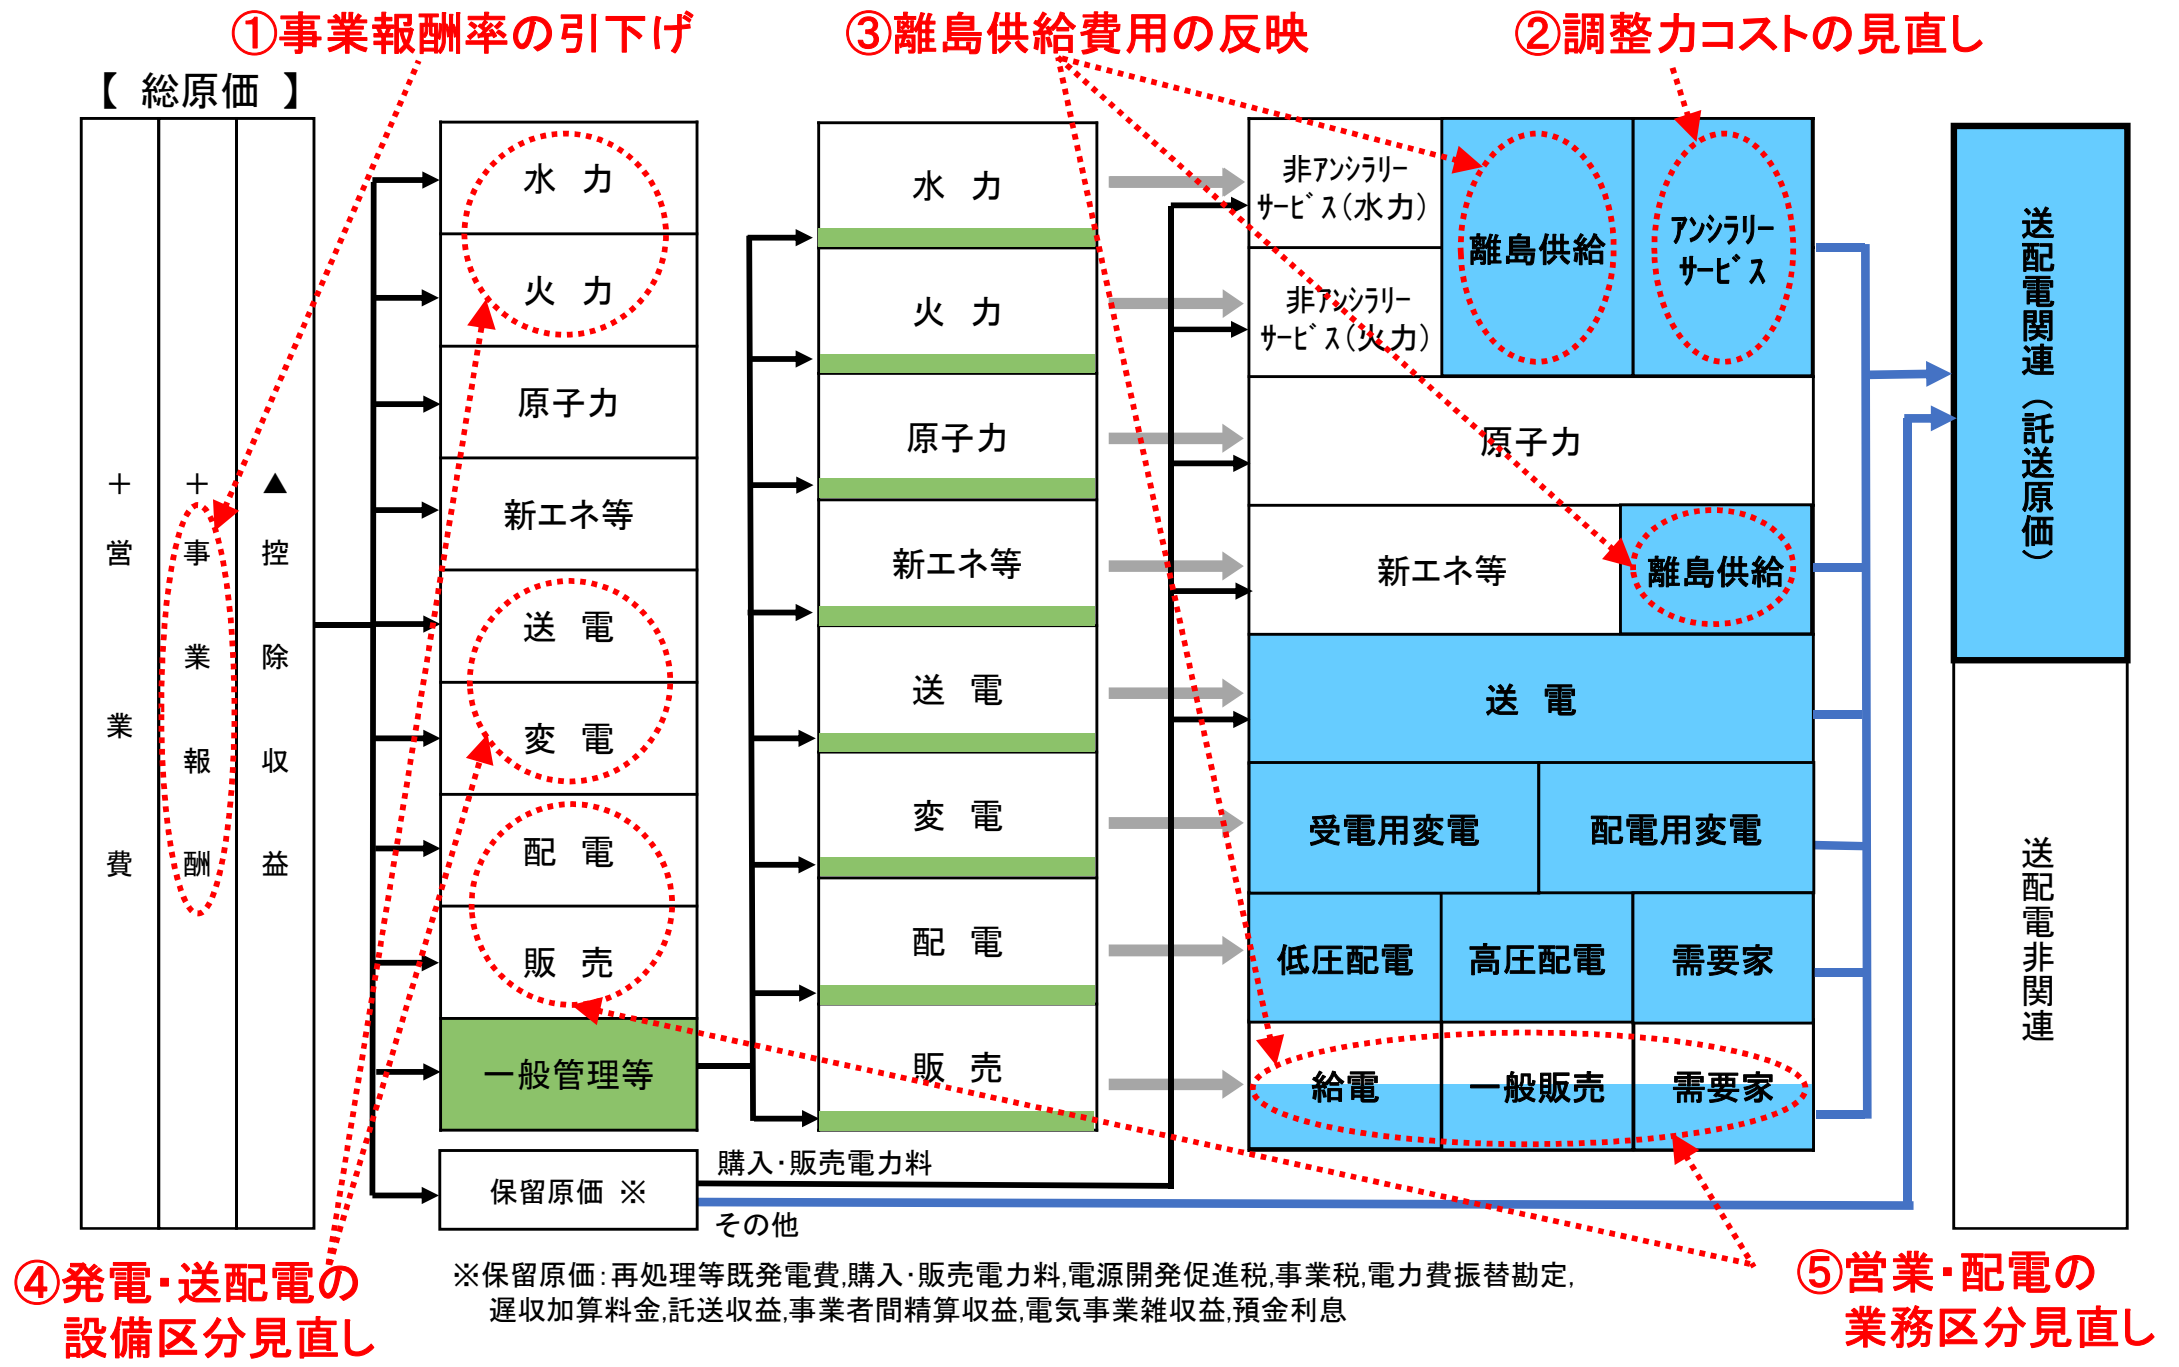 ①事業報酬率の引下げ
③離島供給費用の反映
②調整力コストの見直し
【 総原価 】
＋営業費
＋事業報酬
▲控除収益
水 力
火 力
原子力
新エネ等
送 電
変 電
配 電
販 売
一般管理等
保留原価 ※
水 力
火 力
原子力
新エネ等
送 電
変 電
配 電
販 売
購入・販売電力料
その他
非アンシラリー
サービス(水力)
離島供給
アンシラリー
サービス
非アンシラリー
サービス(火力)
原子力
新エネ等
離島供給
送 電
受電用変電
配電用変電
低圧配電
高圧配電
需要家
給電
一般販売
需要家
送配電関連（託送原価）
送配電非関連
④発電・送配電の
設備区分見直し
※保留原価:再処理等既発電費,購入・販売電力料,電源開発促進税,事業税,電力費振替勘定,
遅収加算料金,託送収益,事業者間精算収益,電気事業雑収益,預金利息
⑤営業・配電の
業務区分見直し